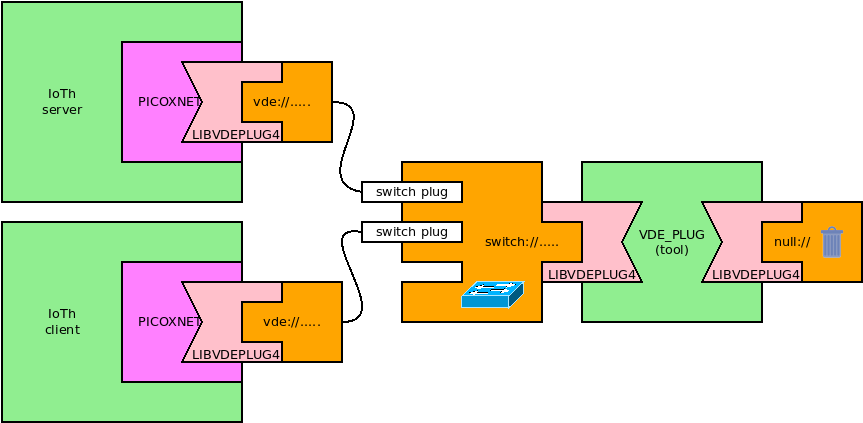 IoTh
server
PICOXNET
vde://.....
LIBVDEPLUG4
switch plug
switch plug
switch://.....
LIBVDEPLUG4
VDE_PLUG
(tool)
null://
LIBVDEPLUG4
IoTh
client
PICOXNET
vde://.....
LIBVDEPLUG4